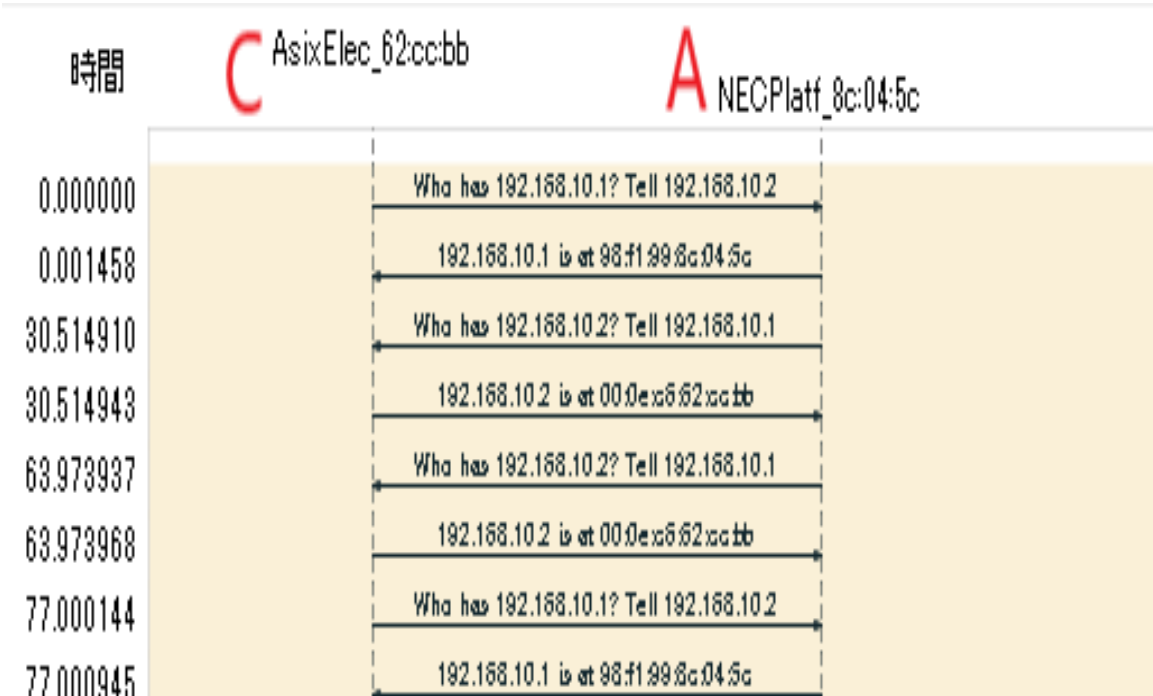 時間
C AsixElec_62:cc:bb
A NECPlatf_8c:04:5c
0.000000 Who has 192.168.10.1? Tell 192.168.10.2
0.001458 192.168.10.1 is at 98:f1:99:8c:04:5c
30.514910 Who has 192.168.10.2? Tell 192.168.10.1
30.514943 192.168.10.2 is at 00:0e:c6:62:cc:bb
63.973937 Who has 192.168.10.2? Tell 192.168.10.1
63.973968 192.168.10.2 is at 00:0e:c6:62:cc:bb
77.000144 Who has 192.168.10.1? Tell 192.168.10.2
77.000945 192.168.10.1 is at 98:f1:99:8c:04:5c